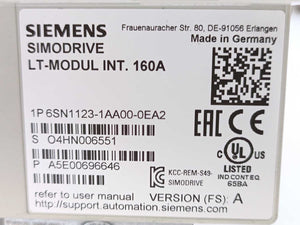 SIEMENS
Frauenauracher Str. 80, DE-91056 Erlangen
SIMODRIVE
Made in Germany
LT-MODUL INT. 160A
1P 6SN1123-1AA00-0EA2
S O4HN006551
P A5E00696646
KCC-REM-S49-
SIMODRIVE
UL
LISTED
IND CONT EQ
65BA
refer to user manual
VERSION (FS): A
http://support.automation.siemens.com